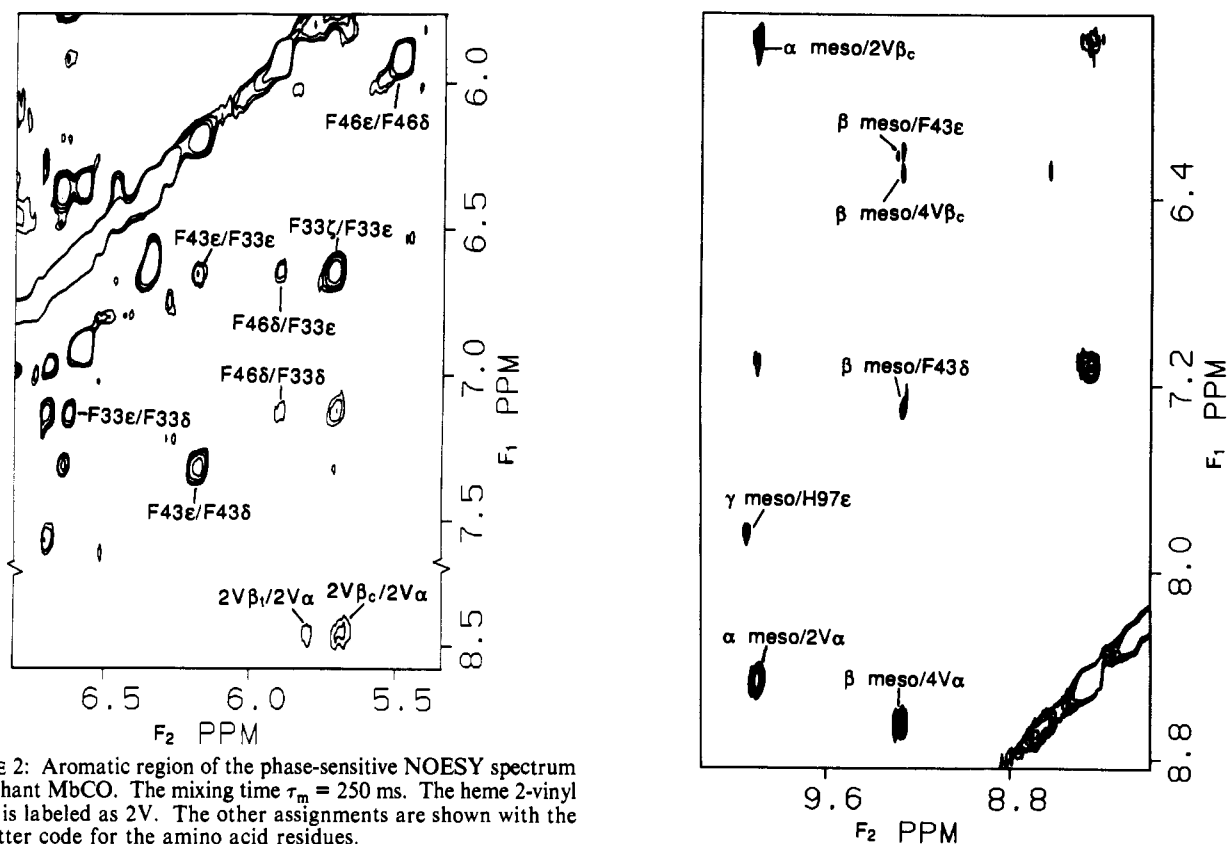 6.0
F46ε/F46δ
6.5
F43ε/F33ε
F33ζ/F33ε
F46δ/F33ε
7.0
F46δ/F33δ
F33ε/F33δ
F1 PPM
F43ε/F43δ
7.5
2Vβt/2Vα
2Vβc/2Vα
8.5
6.5
6.0
5.5
F2 PPM
2: Aromatic region of the phase-sensitive NOESY spectrum
hant MbCO. The mixing time τm = 250 ms. The heme 2-vinyl
is labeled as 2V. The other assignments are shown with the
tter code for the amino acid residues.
α meso/2Vβc
β meso/F43ε
6.4
β meso/4Vβc
β meso/F43δ
7.2
F1 PPM
γ meso/H97ε
8.0
α meso/2Vα
β meso/4Vα
8.8
9.6
8.8
F2 PPM